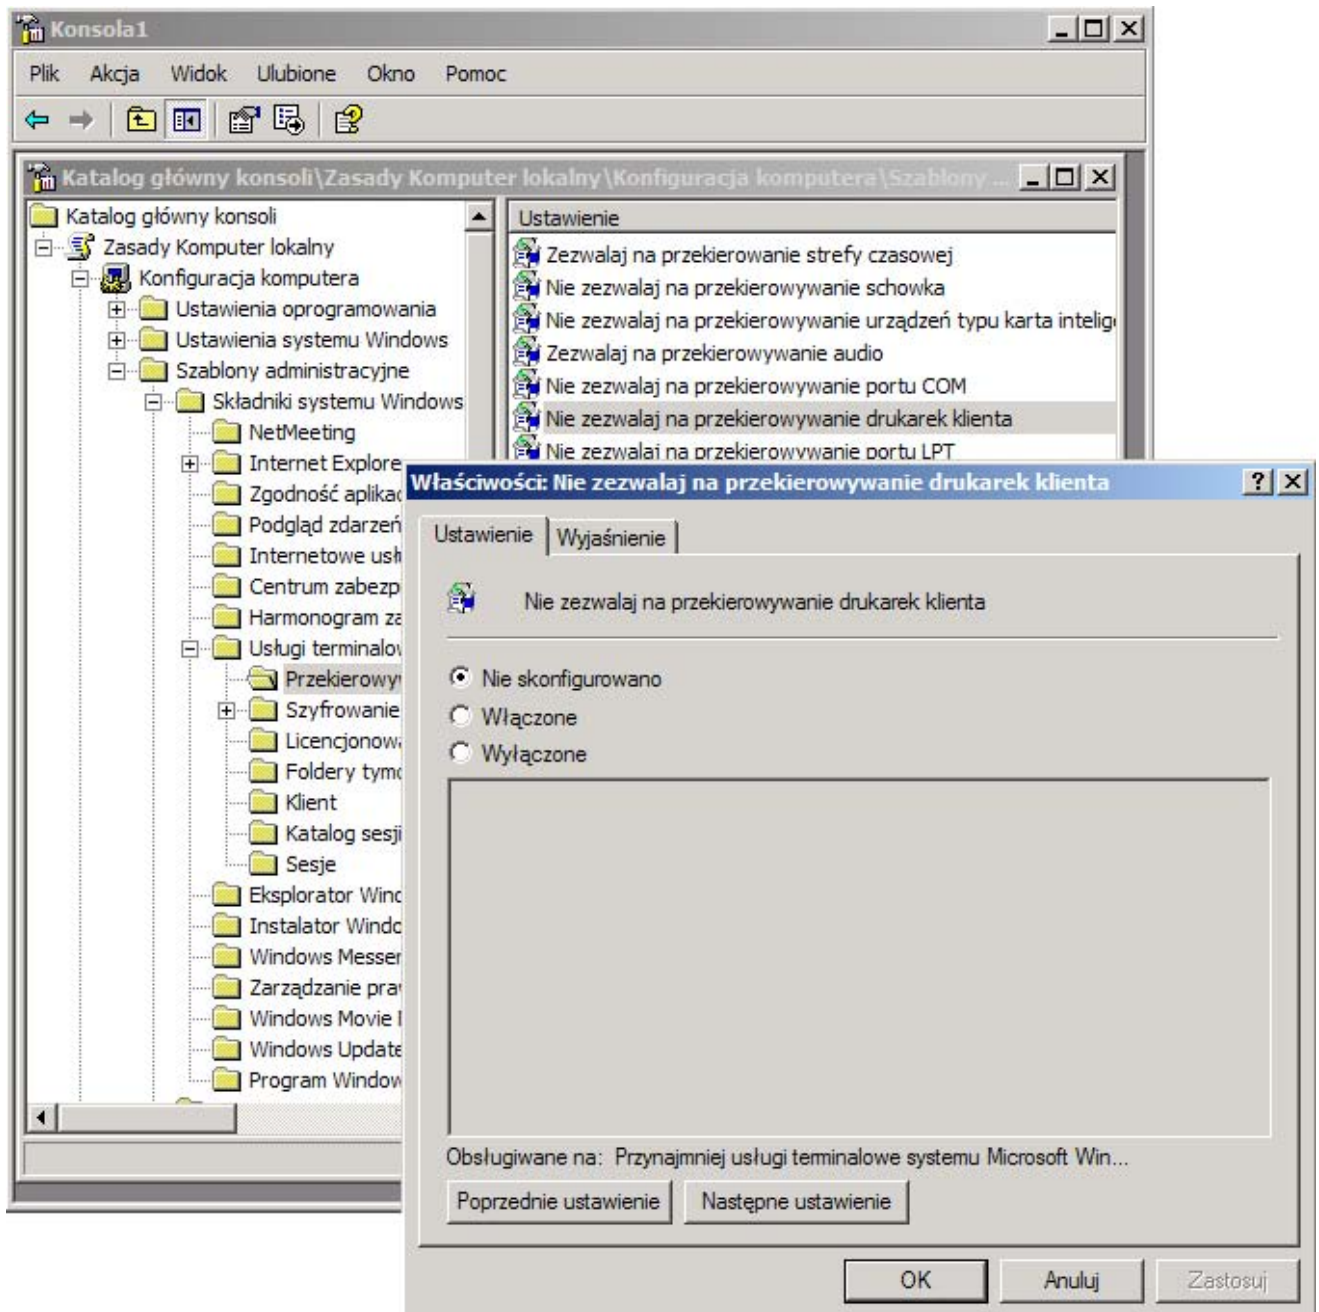 Konsola1
Plik Akcja Widok Ulubione Okno Pomoc
Katalog główny konsoli\Zasady Komputer lokalny\Konfiguracja komputera\Szablony ...
Katalog główny konsoli
Zasady Komputer lokalny
Konfiguracja komputera
Ustawienia oprogramowania
Ustawienia systemu Windows
Szablony administracyjne
Składniki systemu Windows
NetMeeting
Internet Explore
Zgodność aplikac
Podgląd zdarzeń
Internetowe usł
Centrum zabezp
Harmonogram za
Usługi terminalo
Przekierowy
Szyfrowanie
Licencjonow
Foldery tymc
Klient
Katalog sesji
Sesje
Eksplorator Winc
Instalator Windo
Windows Messer
Zarządzanie pra
Windows Movie
Windows Update
Program Window
Ustawienie
Zezwalaj na przekierowanie strefy czasowej
Nie zezwalaj na przekierowywanie schowka
Nie zezwalaj na przekierowywanie urządzeń typu karta intelig
Zezwalaj na przekierowywanie audio
Nie zezwalaj na przekierowywanie portu COM
Nie zezwalaj na przekierowywanie drukarek klienta
Nie zezwalaj na przekierowywanie portu LPT
Właściwości: Nie zezwalaj na przekierowywanie drukarek klienta
Ustawienie Wyjaśnienie
Nie zezwalaj na przekierowywanie drukarek klienta
Nie skonfigurowano
Włączone
Wyłączone
Obsługiwane na: Przynajmniej usługi terminalowe systemu Microsoft Win...
Poprzednie ustawienie Następne ustawienie
OK Anuluj Zastosuj